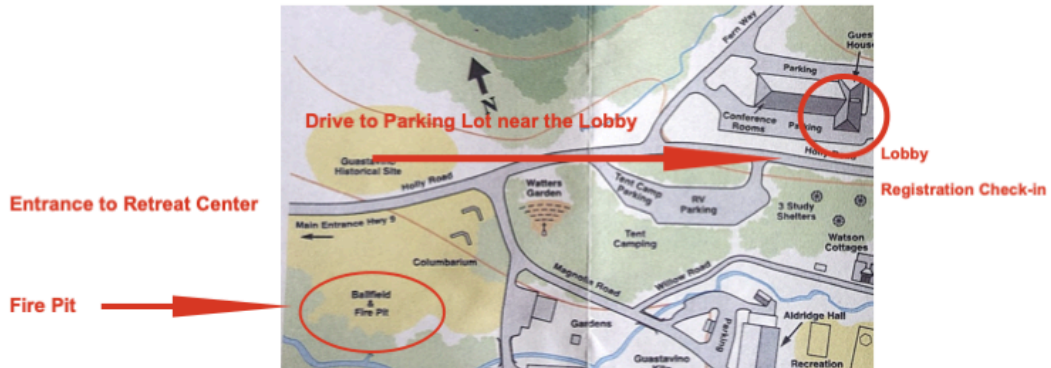 Fern Way
Guest
House
Parking
N
Conference
Rooms
Parking
Drive to Parking Lot near the Lobby
Lobby
Holly Road
Guastavino
Historical Site
Holly Road
Watters
Garden
Tent Camp
Parking
RV
Parking
Registration Check-in
Entrance to Retreat Center
Main Entrance Hwy 9
3 Study
Shelters
Tent
Camping
Watson
Cottages
Columbarium
Magnolia Road
Willow Road
Fire Pit
Ballfield
&
Fire Pit
Gardens
Parking
Aldridge Hall
Guastavino
Recreation